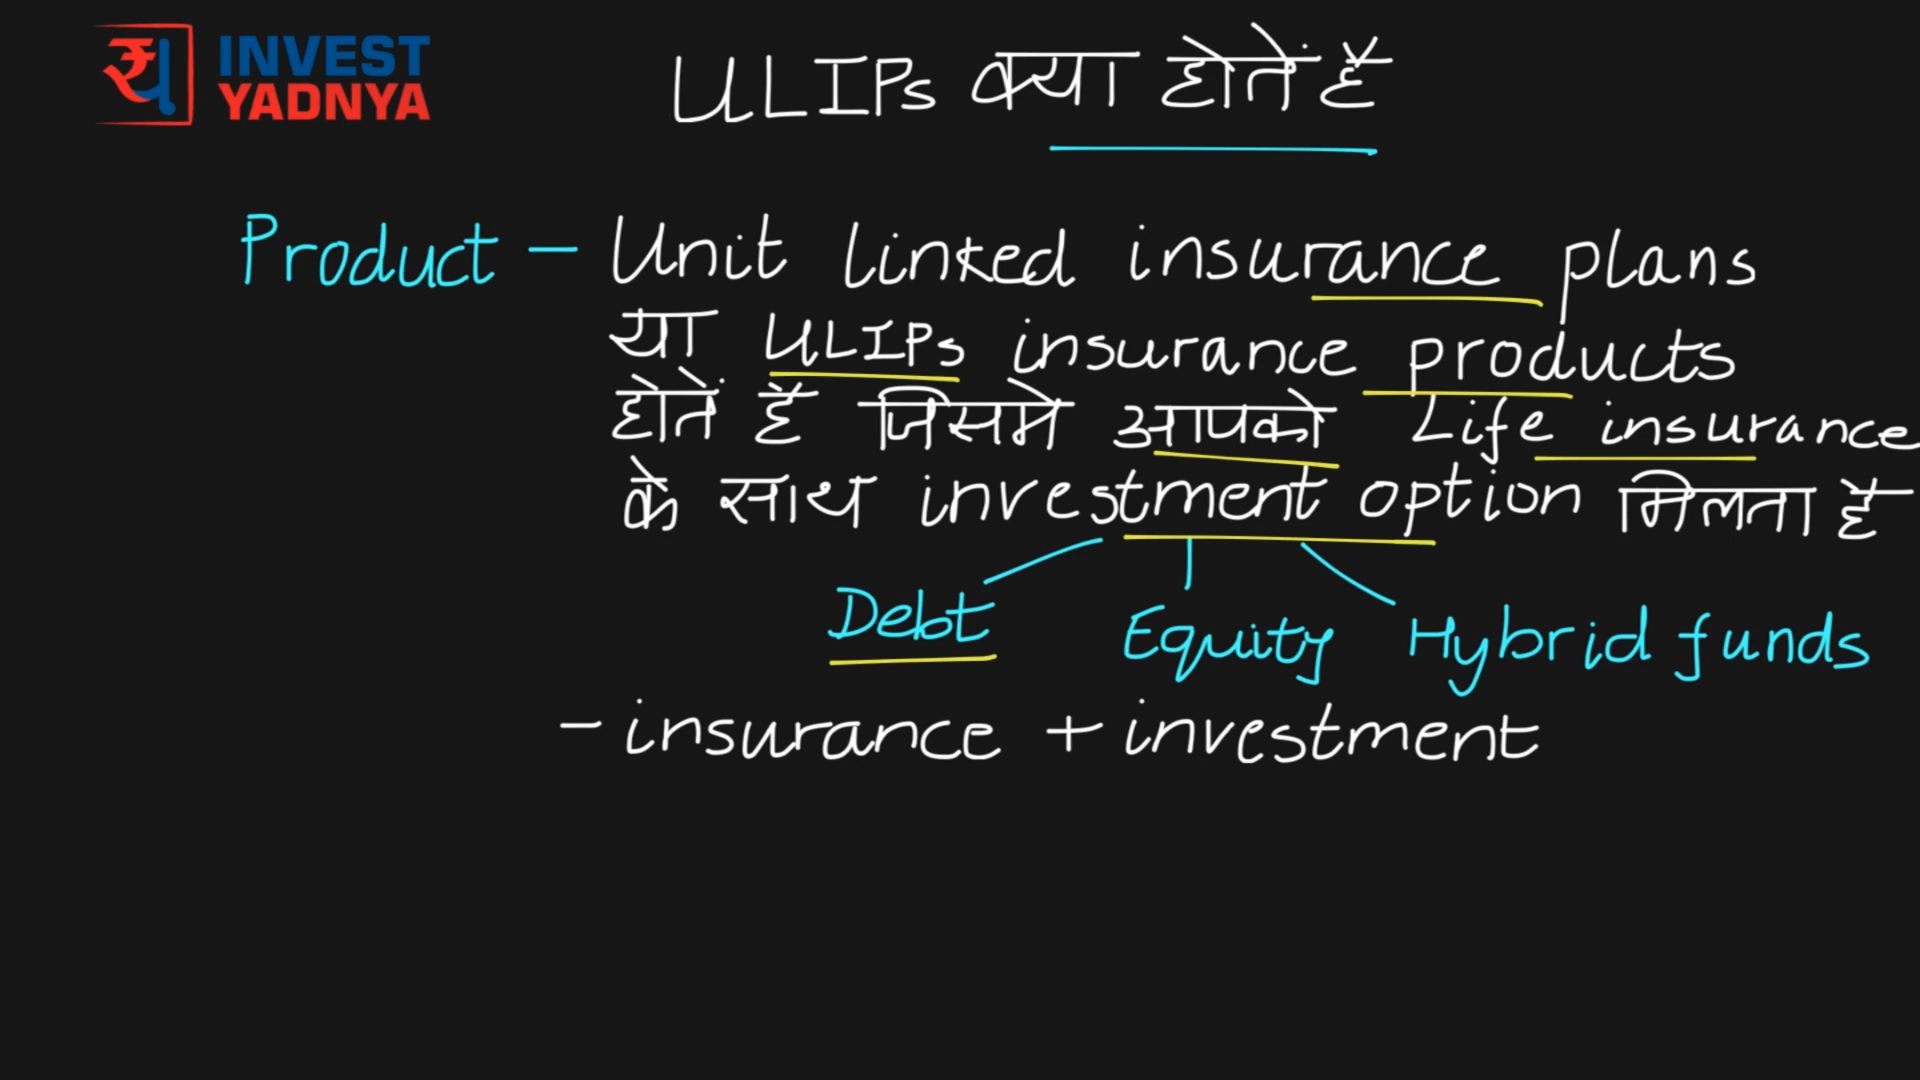 INVEST
YADNYA
ULIPs क्या होतें हैं
Product - Unit linked insurance plans
या ULIPs insurance products
होतें हैं जिसमे आपको Life insurance
के साथ investment option मिलता है
Debt Equity Hybrid funds
- insurance + investment